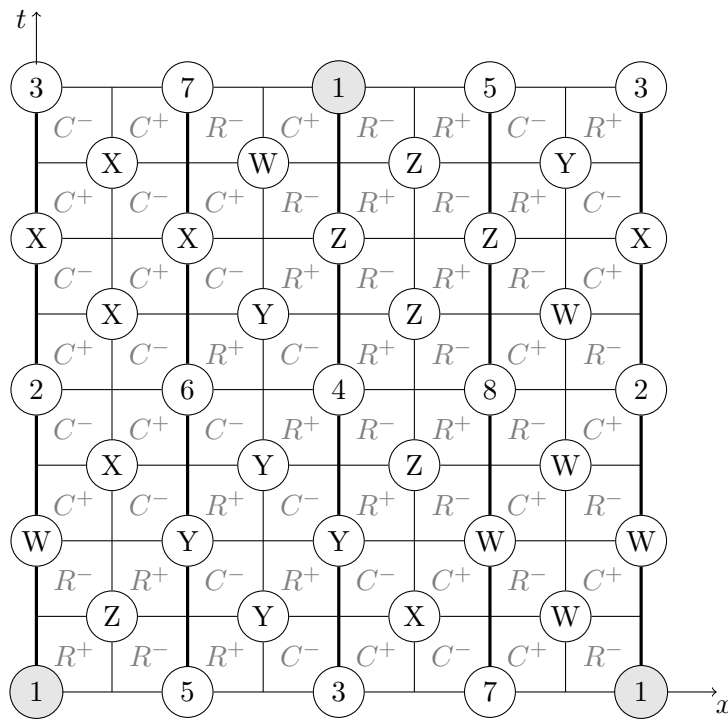 t
3 7 1 5 3
C⁻ C⁺ R⁻ C⁺ R⁻ R⁺ C⁻ R⁺
X W Z Y
C⁺ C⁻ C⁺ R⁻ R⁺ R⁻ R⁺ C⁻
X X Z Z X
C⁻ C⁺ C⁻ R⁺ R⁻ R⁺ R⁻ C⁺
X Y Z W
C⁺ C⁻ R⁺ C⁻ R⁺ R⁻ C⁺ R⁻
2 6 4 8 2
C⁻ C⁺ C⁻ R⁺ R⁻ R⁺ R⁻ C⁺
X Y Z W
C⁺ C⁻ R⁺ C⁻ R⁺ R⁻ C⁺ R⁻
W Y Y W W
R⁻ R⁺ C⁻ R⁺ C⁻ C⁺ R⁻ C⁺
Z Y X W
R⁺ R⁻ R⁺ C⁻ C⁺ C⁻ C⁺ R⁻
1 5 3 7 1
x